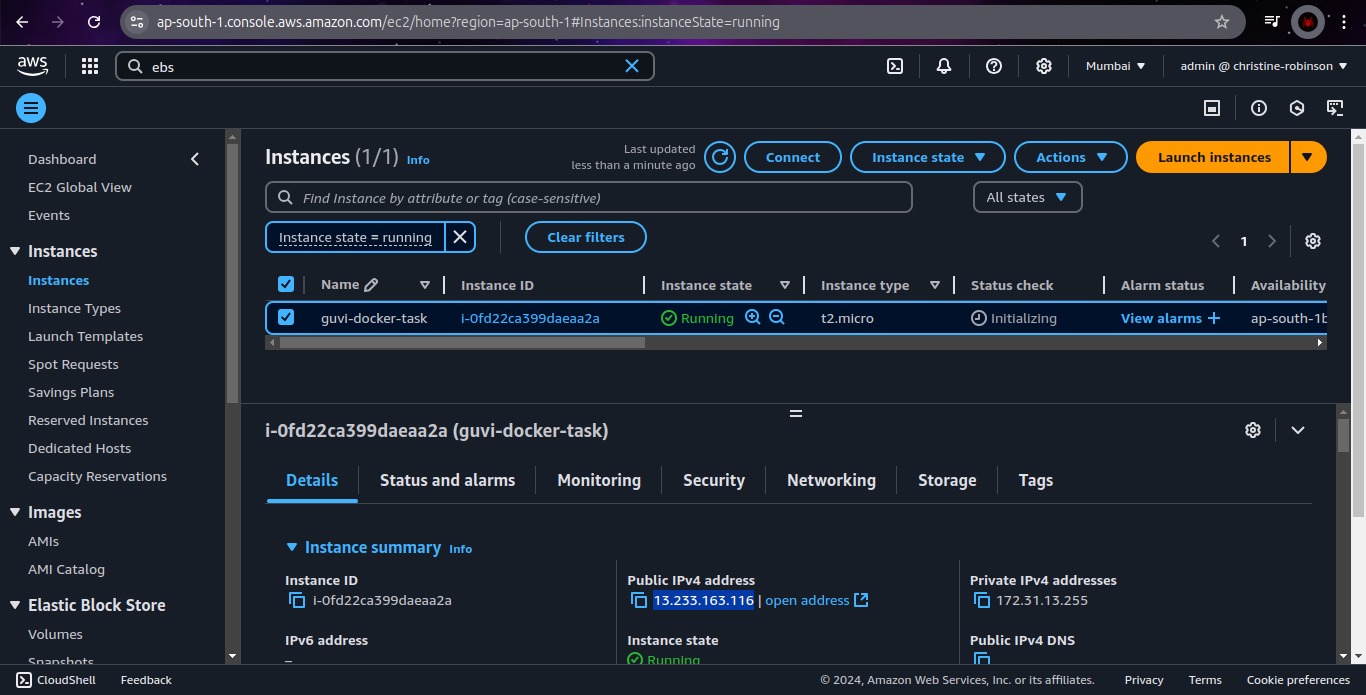 ap-south-1.console.aws.amazon.com/ec2/home?region=ap-south-1#Instances:instanceState=running
aws
ebs
Mumbai
admin @ christine-robinson
Dashboard
EC2 Global View
Events
Instances
Instances
Instance Types
Launch Templates
Spot Requests
Savings Plans
Reserved Instances
Dedicated Hosts
Capacity Reservations
Images
AMIs
AMI Catalog
Elastic Block Store
Volumes
Snapshots
Instances (1/1) Info
Last updated
less than a minute ago
Connect
Instance state
Actions
Launch instances
Find Instance by attribute or tag (case-sensitive)
All states
Instance state = running
Clear filters
1
Name Instance ID Instance state Instance type Status check Alarm status Availability
guvi-docker-task i-0fd22ca399daeaa2a Running t2.micro Initializing View alarms + ap-south-1b
i-0fd22ca399daeaa2a (guvi-docker-task)
Details Status and alarms Monitoring Security Networking Storage Tags
Instance summary Info
Instance ID
i-0fd22ca399daeaa2a
Public IPv4 address
13.233.163.116 | open address
Private IPv4 addresses
172.31.13.255
IPv6 address
–
Instance state
Running
Public IPv4 DNS
CloudShell
Feedback
© 2024, Amazon Web Services, Inc. or its affiliates.
Privacy
Terms
Cookie preferences